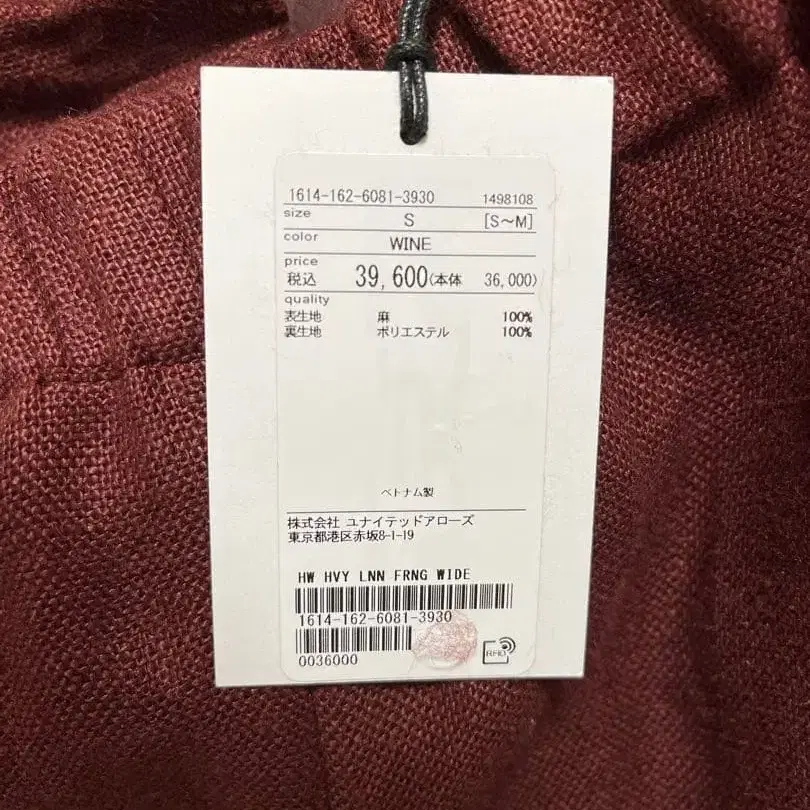 1614-162-6081-3930 1498108
size S [S～M]
color WINE
price
税込 39,600(本体 36,000)
quality
表生地 麻 100%
裏生地 ポリエステル 100%
ベトナム製
株式会社 ユナイテッドアローズ
東京都港区赤坂8-1-19
HW HVY LNN FRNG WIDE
1614-162-6081-3930
0036000
RFID